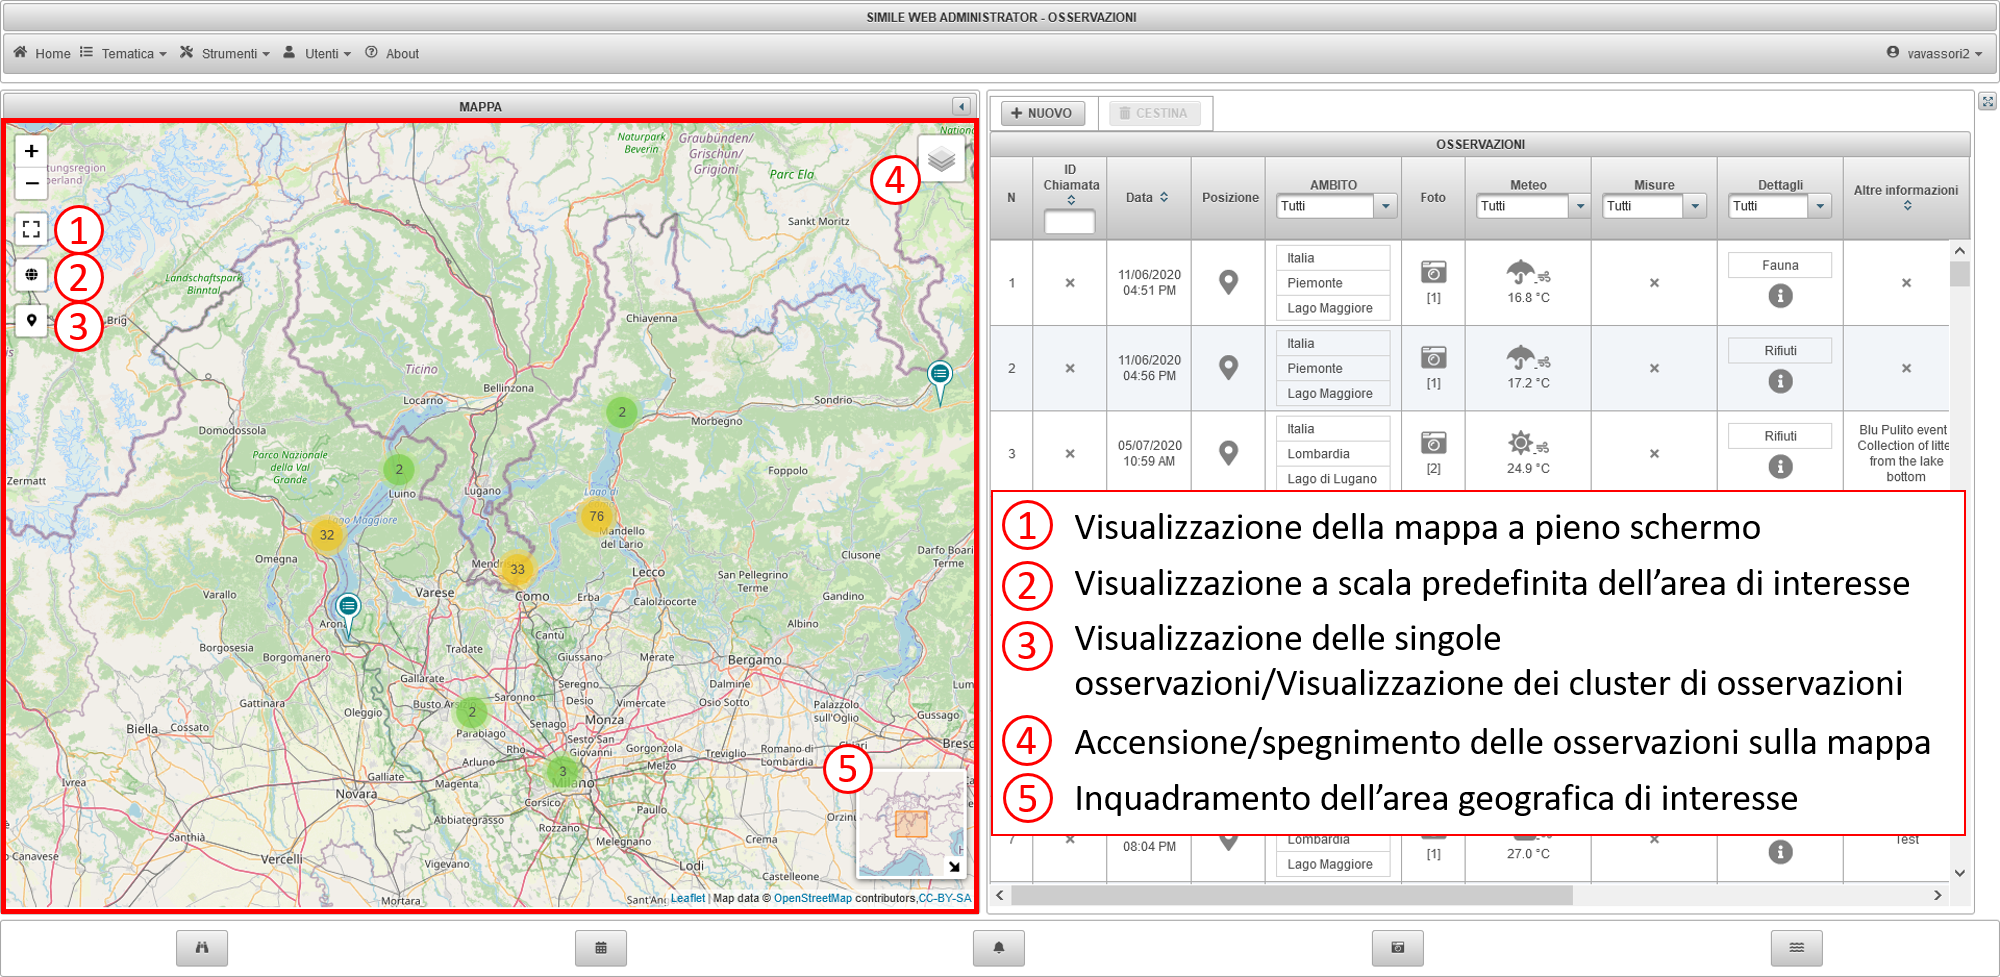 SIMILE WEB ADMINISTRATOR - OSSERVAZIONI
Home Tematica Strumenti Utenti About vavassori2
MAPPA
+
−
1
2
3
4
5
Naturpark
Beverin
Graubünden/
Grischun/
Grigioni
Parc Ela
Sankt Moritz
Landschaftspark
Binntal
Brig
Chiavenna
Ticino
Bellinzona
Locarno
Sondrio
Morbegno
2
Domodossola
Parco Nazionale
della Val
Grande
2
Luino
Foppolo
Zermatt
Lugano
Lago di
76
Mandello
del Lario
Maggiore
32
Omegna
Clusone
Darfo Boario
Terme
33
Lecco
San Pellegrino
Terme
Varallo
Varese
Como
Erba
Calolziocorte
Gandino
Arona
Albino
Cantù
Borgosesia
Borgomanero
Tradate
Giussano
Merate
Bergamo
Gallarate
Seregno
Dalmine
Gattinara
Saronno
Desio
Vimercate
Osio Sotto
Palazzolo
sull'Oglio
Oleggio
2
Senago
Monza
Gussago
Biella
Cossato
Parabiago
Rho
Sesto San
Giovanni
Gorgonzola
Treviglio
Romano di
Lombardia
Arluno
Melzo
Ivrea
Galliate
Magenta
3
Milano
Novara
Corsico
Paullo
Abbiategrasso
Rozzano
Santhià
Melegnano
Crema
Vercelli
Vigevano
Lodi
Castelleone
Mortara
Leaflet | Map data © OpenStreetMap contributors,CC-BY-SA
NUOVO CESTINA
OSSERVAZIONI
N ID Chiamata Data Posizione AMBITO Foto Meteo Misure Dettagli Altre informazioni
Tutti Tutti Tutti Tutti
1 11/06/2020 04:51 PM Italia Piemonte Lago Maggiore [1] 16.8 °C Fauna
2 11/06/2020 04:56 PM Italia Piemonte Lago Maggiore [1] 17.2 °C Rifiuti
3 05/07/2020 10:59 AM Italia Lombardia Lago di Lugano [2] 24.9 °C Rifiuti Blu Pulito event Collection of litte from the lake bottom
1 Visualizzazione della mappa a pieno schermo
2 Visualizzazione a scala predefinita dell’area di interesse
3 Visualizzazione delle singole
osservazioni/Visualizzazione dei cluster di osservazioni
4 Accensione/spegnimento delle osservazioni sulla mappa
5 Inquadramento dell’area geografica di interesse
7 08:04 PM Lombardia Lago Maggiore [1] 27.0 °C Test